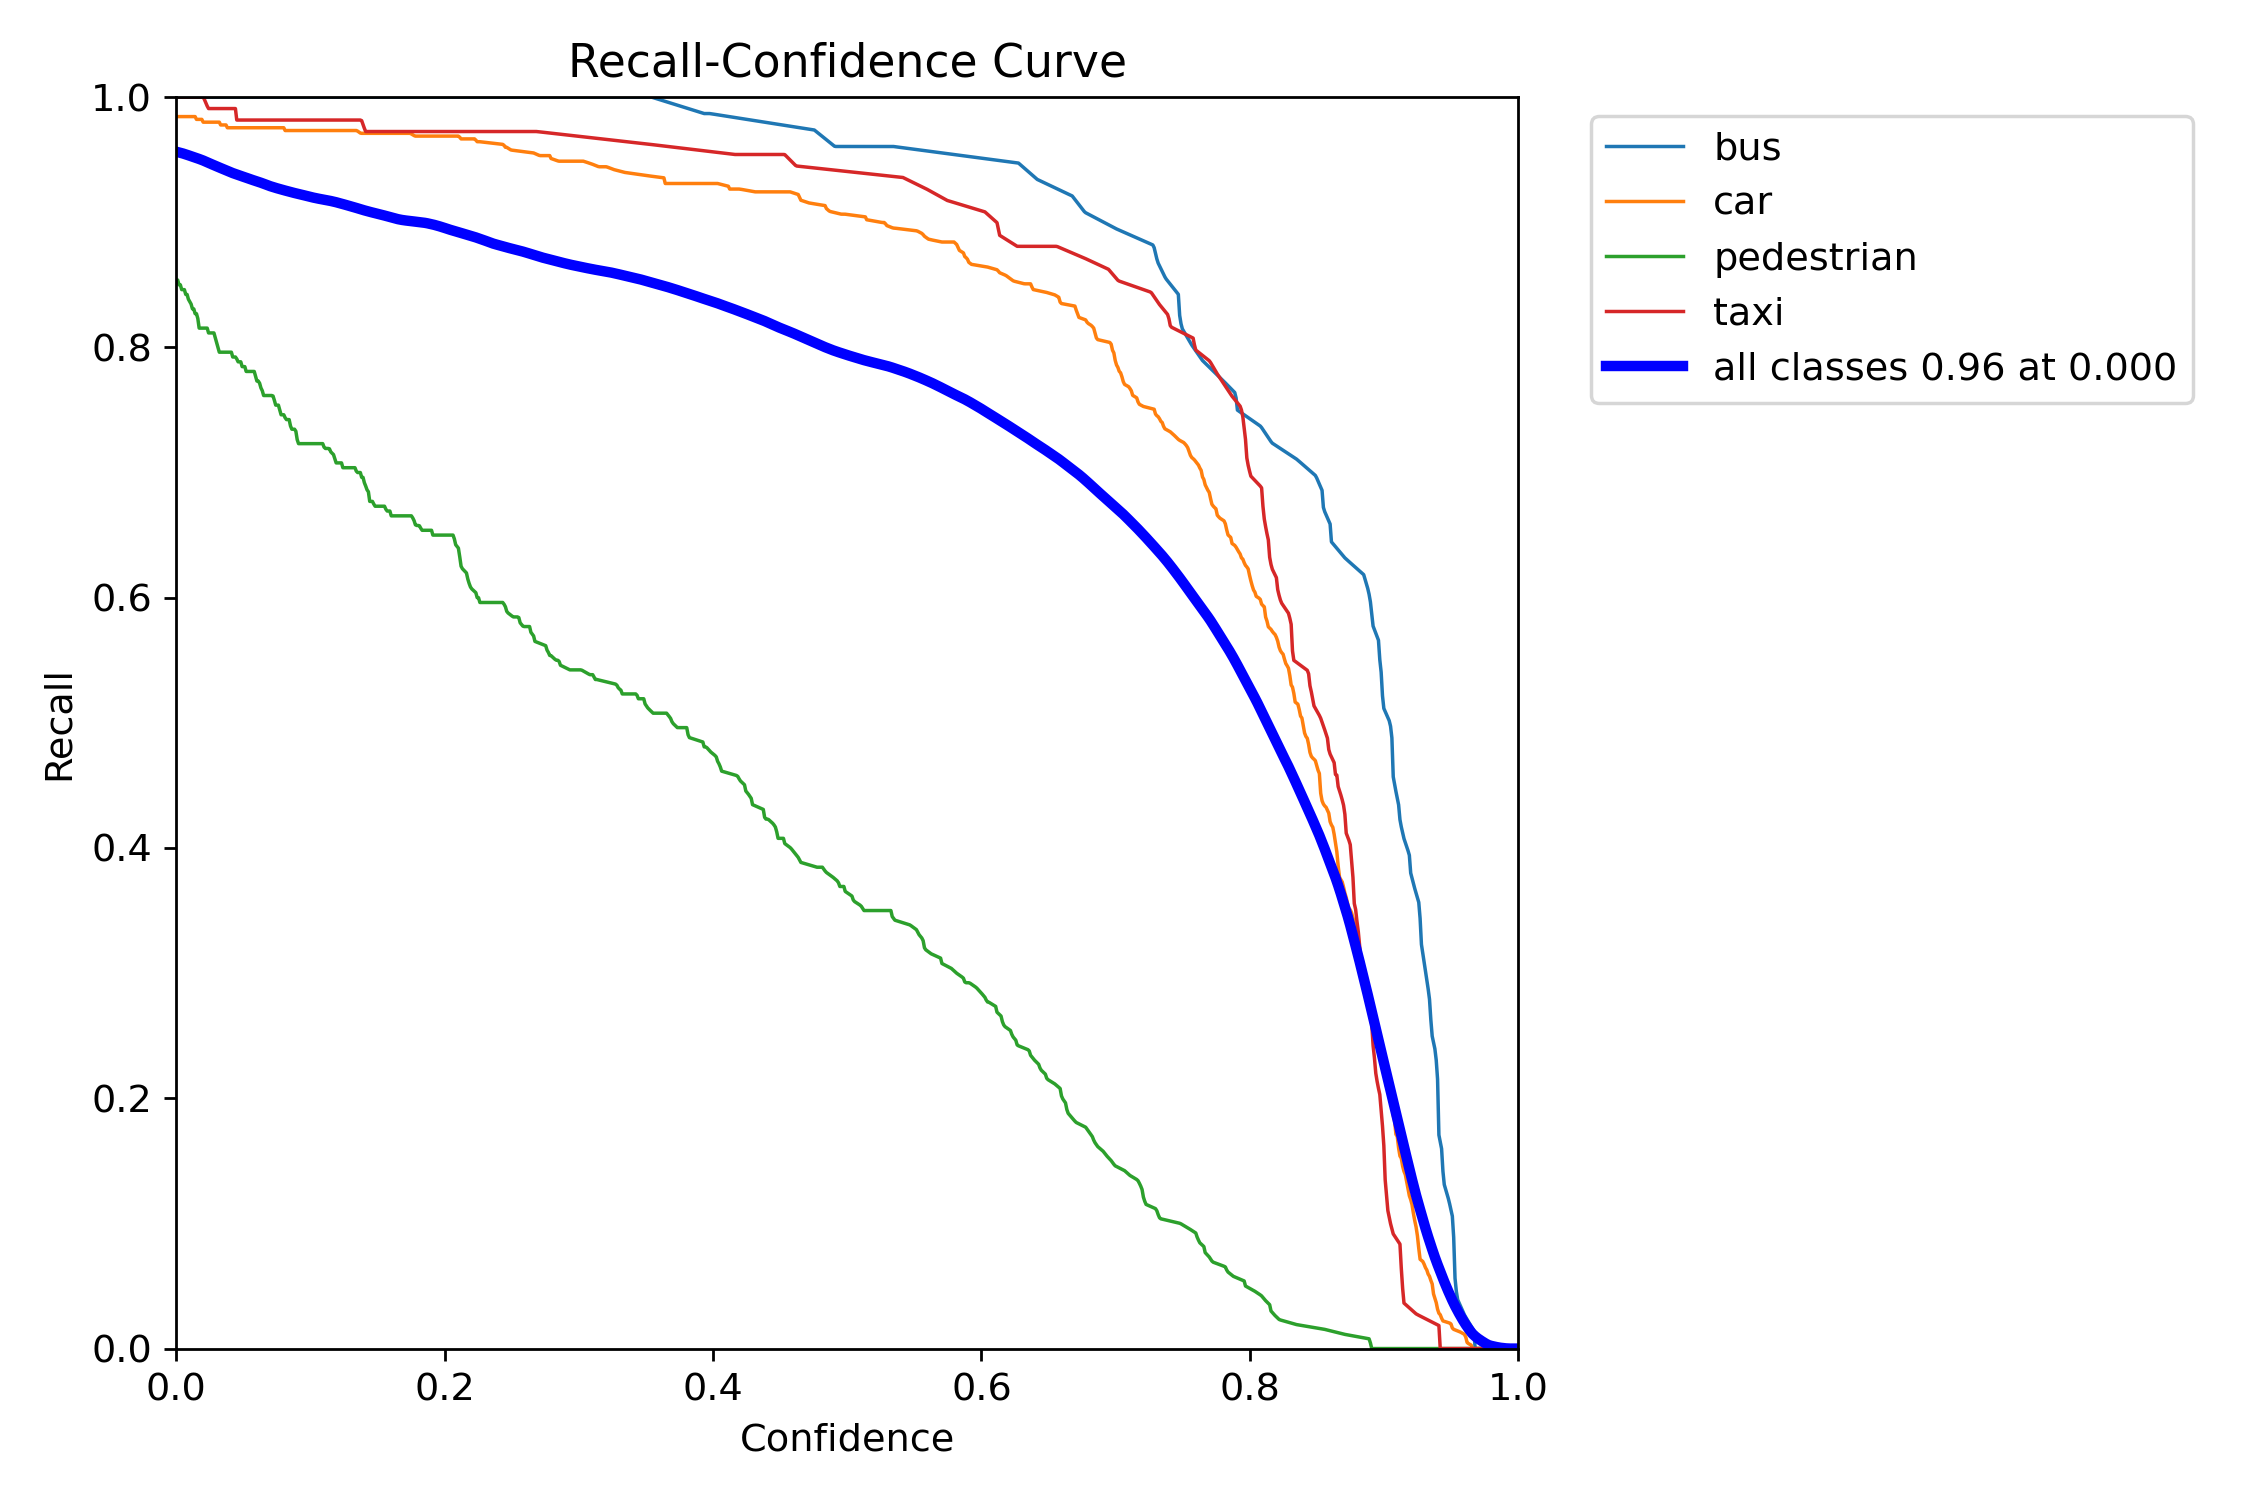 Recall-Confidence Curve
1.0
0.8
0.6
0.4
0.2
0.0
Recall
0.0 0.2 0.4 0.6 0.8 1.0
Confidence
bus
car
pedestrian
taxi
all classes 0.96 at 0.000